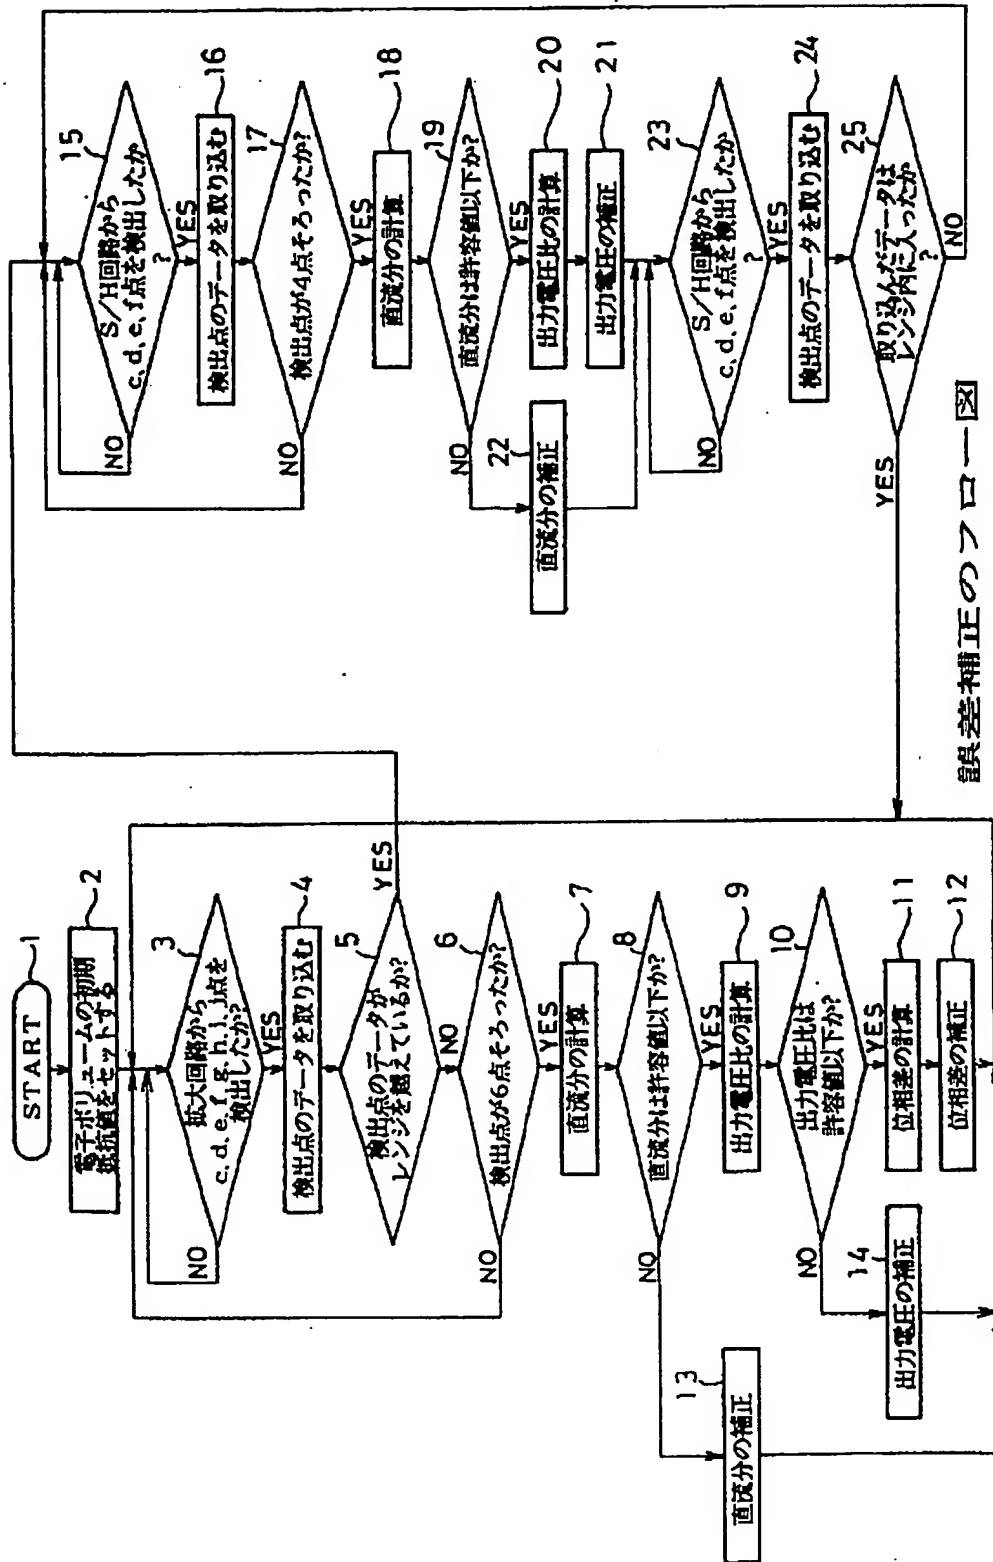 START
1
電子ボリュームの初期
抵抗値をセットする
2
拡大回路から
c, d, e, f, g, h, i, j点を
検出したか?
3
NO
YES
検出点のデータを取り込む
4
検出点のデータが
レンジを越えているか?
5
YES
NO
検出点が6点そろったか?
6
NO
YES
直流分の計算
7
直流分は許容値以下か?
8
NO
YES
出力電圧比の計算
9
出力電圧比は
許容値以下か?
10
NO
YES
位相差の計算
11
位相差の補正
12
直流分の補正
13
出力電圧の補正
14
S/H回路から
c, d, e, f点を検出したか
?
15
NO
YES
検出点のデータを取り込む
16
検出点が4点そろったか?
17
NO
YES
直流分の計算
18
直流分は許容値以下か?
19
NO
YES
出力電圧比の計算
20
出力電圧の補正
21
直流分の補正
22
S/H回路から
c, d, e, f点を検出したか
?
23
NO
YES
検出点のデータを取り込む
24
取り込んだデータは
レンジ内に入ったか
?
25
YES
NO
誤差補正のフロー図